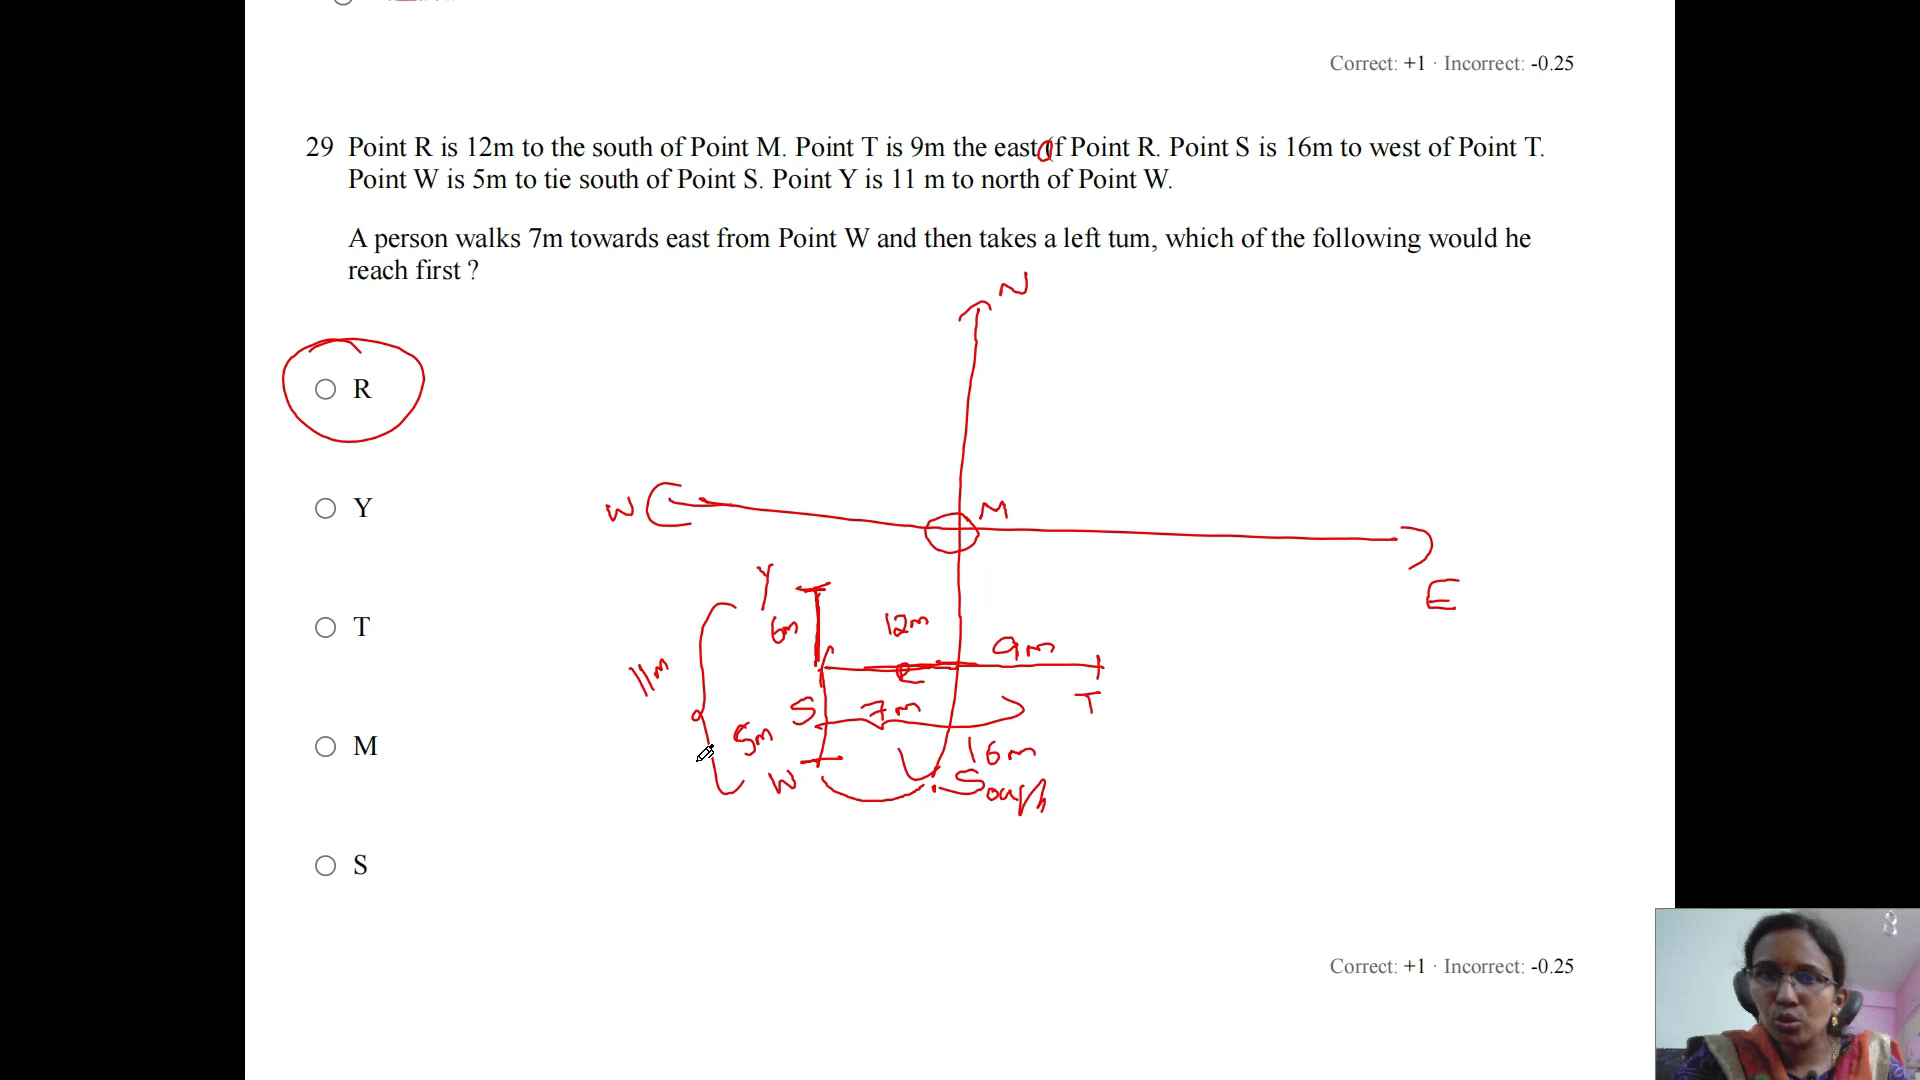 Correct: +1 · Incorrect: -0.25
29 Point R is 12m to the south of Point M. Point T is 9m the east of Point R. Point S is 16m to west of Point T.
Point W is 5m to tie south of Point S. Point Y is 11 m to north of Point W.
A person walks 7m towards east from Point W and then takes a left tum, which of the following would he
reach first ?
N
R
Y
T
M
S
W
M
E
Y
6m
12m
9m
11m
R
T
S
7m
5m
16m
W
South
Correct: +1 · Incorrect: -0.25